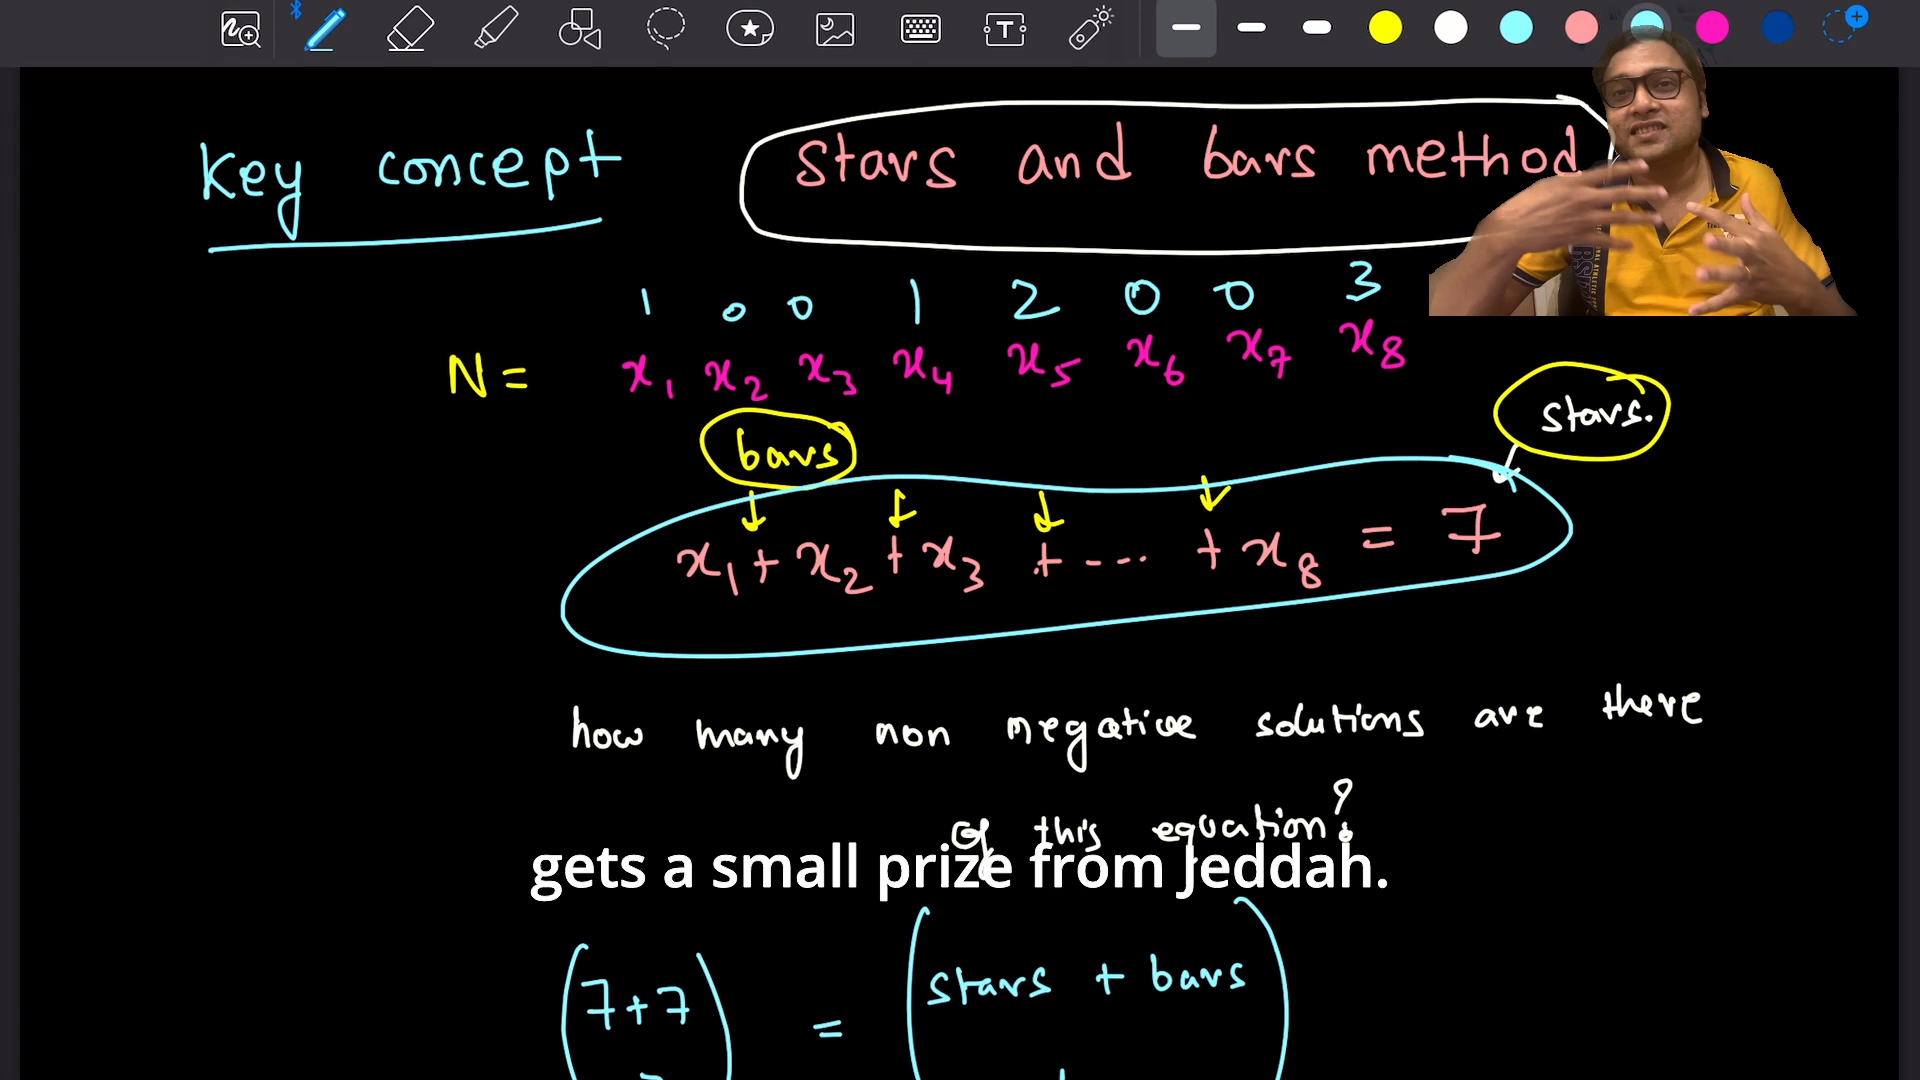 key concept stars and bars method
1 0 0 1 2 0 0 3
N = x1 x2 x3 x4 x5 x6 x7 x8
bars
stars.
x1 + x2 + x3 + --- + x8 = 7
how many non negative solutions are there
of this equation?
gets a small prize from Jeddah.
(7+7) = (stars + bars)